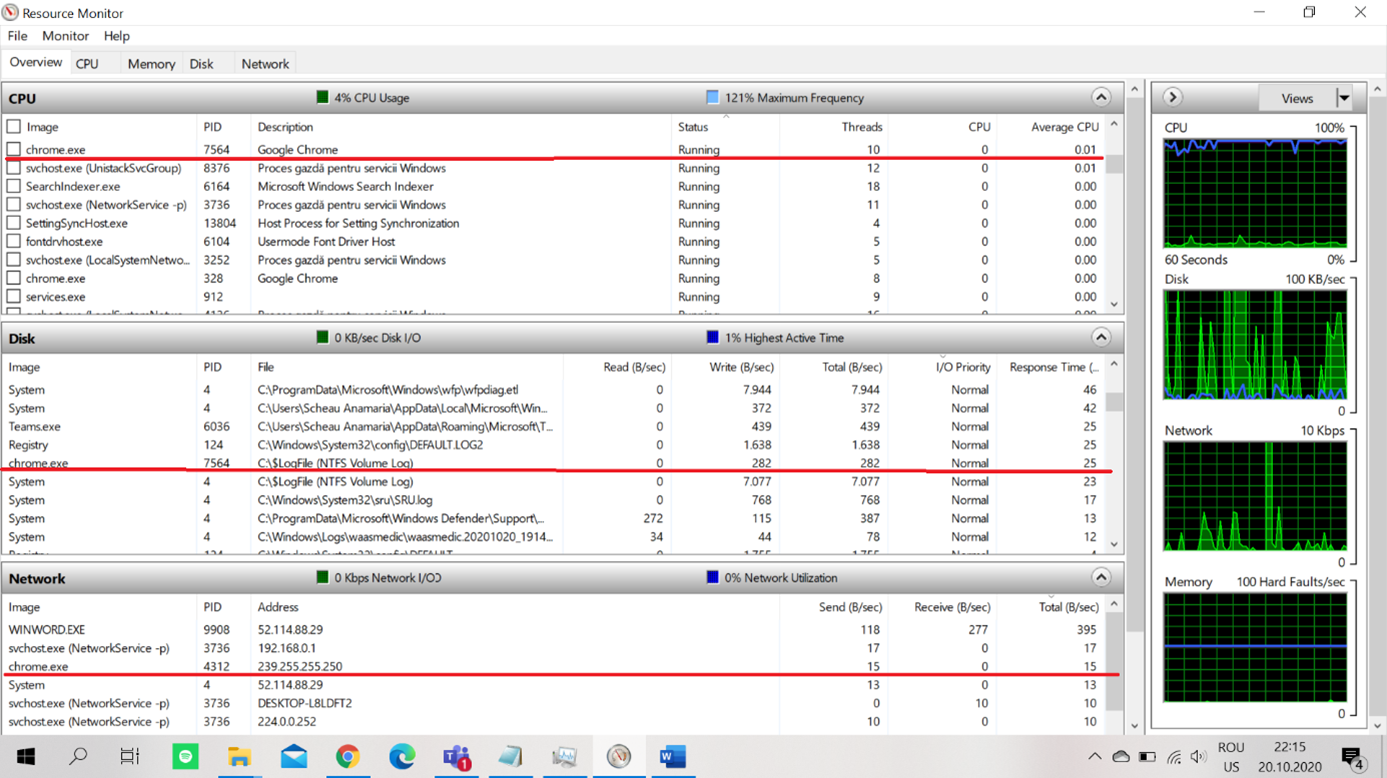 Resource Monitor
File Monitor Help
Overview CPU Memory Disk Network
CPU 4% CPU Usage 121% Maximum Frequency
Image PID Description Status Threads CPU Average CPU
chrome.exe 7564 Google Chrome Running 10 0 0.01
svchost.exe (UnistackSvcGroup) 8376 Proces gazdă pentru servicii Windows Running 12 0 0.01
SearchIndexer.exe 6164 Microsoft Windows Search Indexer Running 18 0 0.00
svchost.exe (NetworkService -p) 3736 Proces gazdă pentru servicii Windows Running 11 0 0.00
SettingSyncHost.exe 13804 Host Process for Setting Synchronization Running 4 0 0.00
fontdrvhost.exe 6104 Usermode Font Driver Host Running 5 0 0.00
svchost.exe (LocalSystemNetwo... 3252 Proces gazdă pentru servicii Windows Running 5 0 0.00
chrome.exe 328 Google Chrome Running 8 0 0.00
services.exe 912 Running 9 0 0.00
Disk 0 KB/sec Disk I/O 1% Highest Active Time
Image PID File Read (B/sec) Write (B/sec) Total (B/sec) I/O Priority Response Time (...
System 4 C:\ProgramData\Microsoft\Windows\wfp\wfpdiag.etl 0 7.944 7.944 Normal 46
System 4 C:\Users\Scheau Anamaria\AppData\Local\Microsoft\Win... 0 372 372 Normal 42
Teams.exe 6036 C:\Users\Scheau Anamaria\AppData\Roaming\Microsoft\T... 0 439 439 Normal 25
Registry 124 C:\Windows\System32\config\DEFAULT.LOG2 0 1.638 1.638 Normal 25
chrome.exe 7564 C:\$LogFile (NTFS Volume Log) 0 282 282 Normal 25
System 4 C:\$LogFile (NTFS Volume Log) 0 7.077 7.077 Normal 23
System 4 C:\Windows\System32\sru\SRU.log 0 768 768 Normal 17
System 4 C:\ProgramData\Microsoft\Windows Defender\Support\... 272 115 387 Normal 13
System 4 C:\Windows\Logs\waasmedic\waasmedic.20201020_1914... 34 44 78 Normal 12
Network 0 Kbps Network I/O 0% Network Utilization
Image PID Address Send (B/sec) Receive (B/sec) Total (B/sec)
WINWORD.EXE 9908 52.114.88.29 118 277 395
svchost.exe (NetworkService -p) 3736 192.168.0.1 17 0 17
chrome.exe 4312 239.255.255.250 15 0 15
System 4 52.114.88.29 13 0 13
svchost.exe (NetworkService -p) 3736 DESKTOP-L8LDFT2 0 10 10
svchost.exe (NetworkService -p) 3736 224.0.0.252 10 0 10
Views
CPU 100%
60 Seconds 0%
Disk 100 KB/sec
0
Network 10 Kbps
0
Memory 100 Hard Faults/sec
0
1
ROU
US
22:15
20.10.2020
4